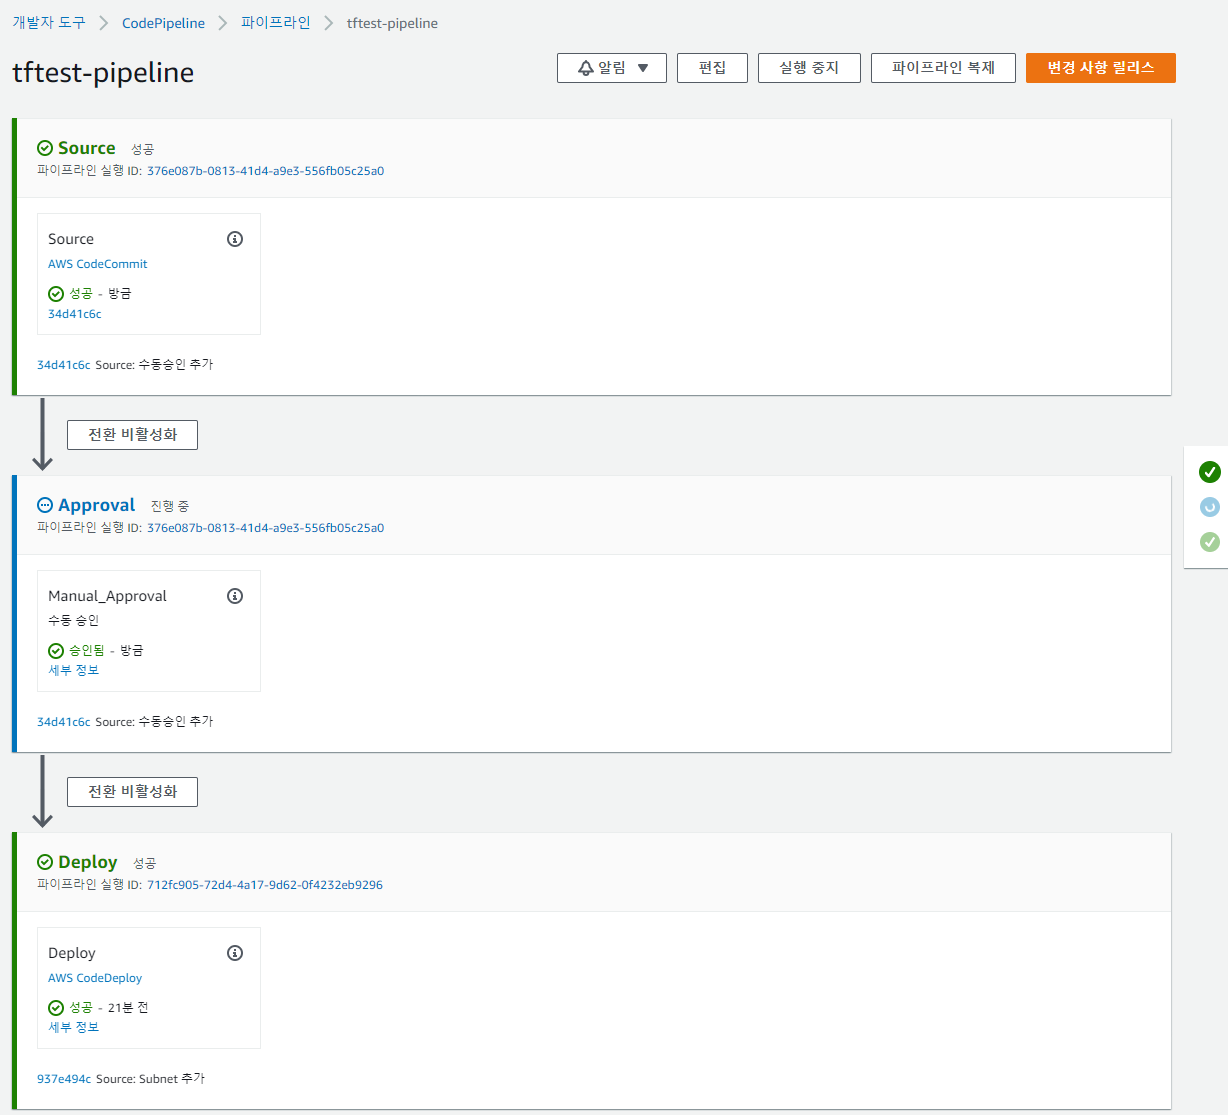 개발자 도구 > CodePipeline > 파이프라인 > tftest-pipeline
tftest-pipeline
알림 ▼ 편집 실행 중지 파이프라인 복제 변경 사항 릴리스
Source 성공
파이프라인 실행 ID: 376e087b-0813-41d4-a9e3-556fb05c25a0
Source
AWS CodeCommit
성공 - 방금
34d41c6c
34d41c6c Source: 수동승인 추가
전환 비활성화
Approval 진행 중
파이프라인 실행 ID: 376e087b-0813-41d4-a9e3-556fb05c25a0
Manual_Approval
수동 승인
승인됨 - 방금
세부 정보
34d41c6c Source: 수동승인 추가
전환 비활성화
Deploy 성공
파이프라인 실행 ID: 712fc905-72d4-4a17-9d62-0f4232eb9296
Deploy
AWS CodeDeploy
성공 - 21분 전
세부 정보
937e494c Source: Subnet 추가